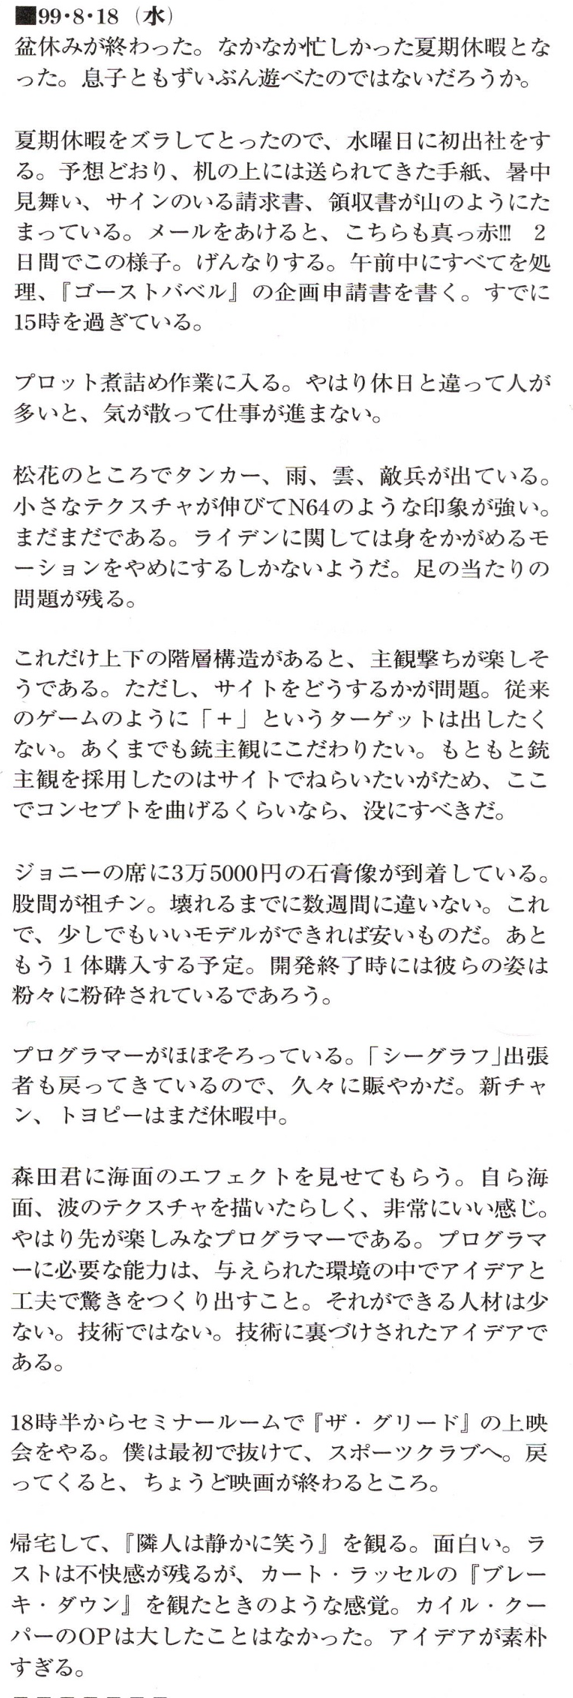 ■99・8・18（水）
盆休みが終わった。なかなか忙しかった夏期休暇とな
った。息子ともずいぶん遊べたのではないだろうか。
夏期休暇をズラしてとったので、水曜日に初出社をす
る。予想どおり、机の上には送られてきた手紙、暑中
見舞い、サインのいる請求書、領収書が山のようにた
まっている。メールをあけると、こちらも真っ赤!!!　2
日間でこの様子。げんなりする。午前中にすべてを処
理、『ゴーストバベル』の企画申請書を書く。すでに
15時を過ぎている。
プロット煮詰め作業に入る。やはり休日と違って人が
多いと、気が散って仕事が進まない。
松花のところでタンカー、雨、雲、敵兵が出ている。
小さなテクスチャが伸びてN64のような印象が強い。
まだまだである。ライデンに関しては身をかがめるモ
ーションをやめにするしかないようだ。足の当たりの
問題が残る。
これだけ上下の階層構造があると、主観撃ちが楽しそ
うである。ただし、サイトをどうするかが問題。従来
のゲームのように「＋」というターゲットは出したく
ない。あくまでも銃主観にこだわりたい。もともと銃
主観を採用したのはサイトでねらいたいがため、ここ
でコンセプトを曲げるくらいなら、没にすべきだ。
ジョニーの席に3万5000円の石膏像が到着している。
股間が祖チン。壊れるまでに数週間に違いない。これ
で、少しでもいいモデルができれば安いものだ。あと
もう１体購入する予定。開発終了時には彼らの姿は
粉々に粉砕されているであろう。
プログラマーがほぼそろっている。「シーグラフ」出張
者も戻ってきているので、久々に賑やかだ。新チャ
ン、トヨピーはまだ休暇中。
森田君に海面のエフェクトを見せてもらう。自ら海
面、波のテクスチャを描いたらしく、非常にいい感じ。
やはり先が楽しみなプログラマーである。プログラマ
ーに必要な能力は、与えられた環境の中でアイデアと
工夫で驚きをつくり出すこと。それができる人材は少
ない。技術ではない。技術に裏づけされたアイデアで
ある。
18時半からセミナールームで『ザ・グリード』の上映
会をやる。僕は最初で抜けて、スポーツクラブへ。戻
ってくると、ちょうど映画が終わるところ。
帰宅して、『隣人は静かに笑う』を観る。面白い。ラ
ストは不快感が残るが、カート・ラッセルの『ブレー
キ・ダウン』を観たときのような感覚。カイル・クー
パーのOPは大したことはなかった。アイデアが素朴
すぎる。